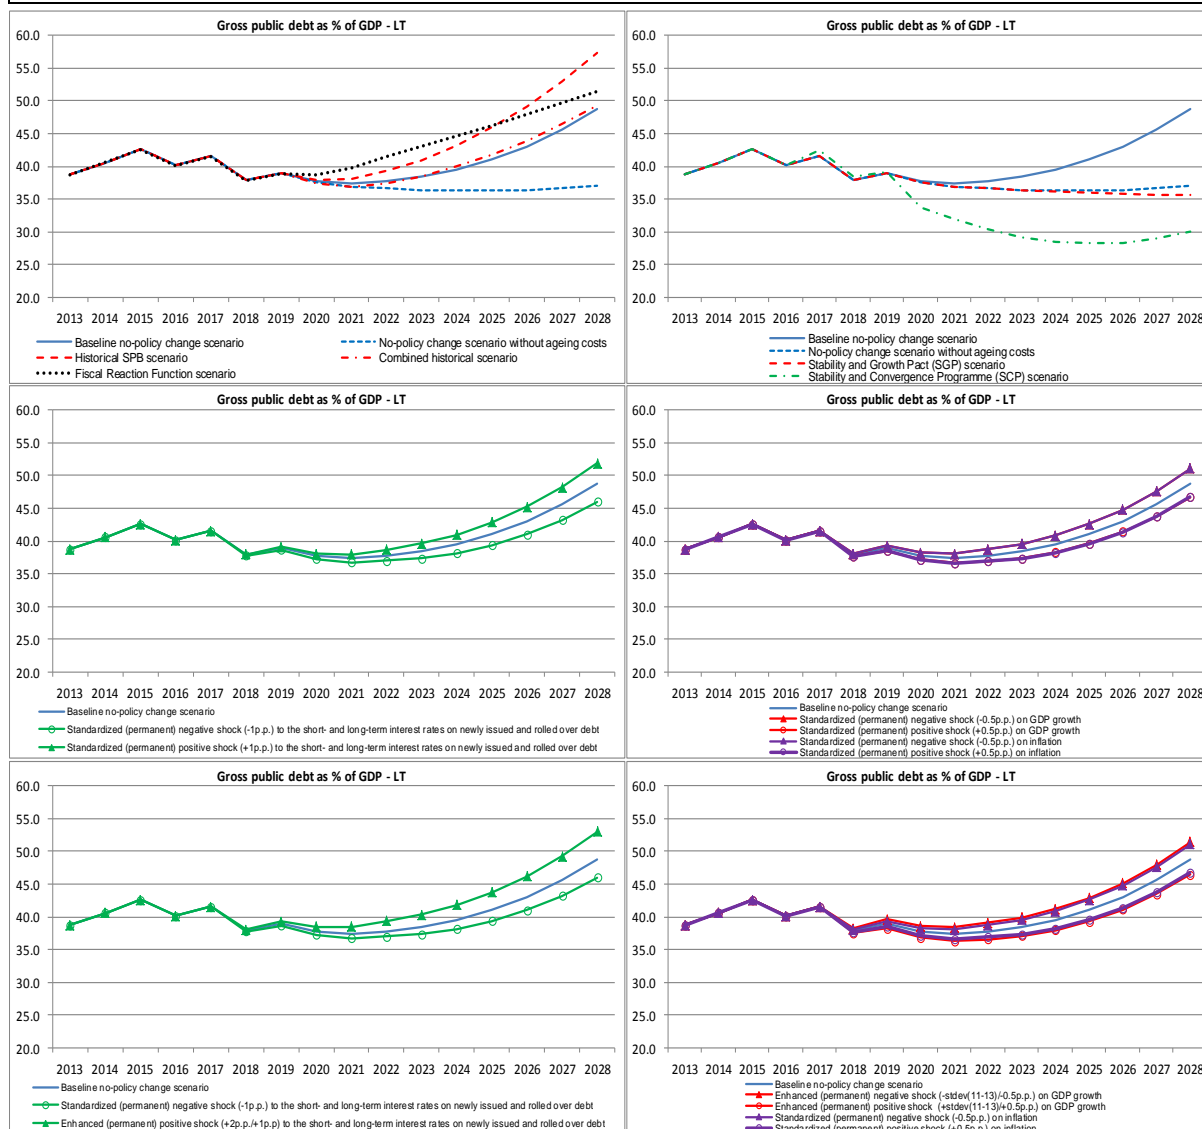 Gross public debt as % of GDP - LT
60.0
55.0
50.0
45.0
40.0
35.0
30.0
25.0
20.0
2013 2014 2015 2016 2017 2018 2019 2020 2021 2022 2023 2024 2025 2026 2027 2028
Baseline no-policy change scenario
No-policy change scenario without ageing costs
Historical SPB scenario
Combined historical scenario
Fiscal Reaction Function scenario
Gross public debt as % of GDP - LT
60.0
55.0
50.0
45.0
40.0
35.0
30.0
25.0
20.0
2013 2014 2015 2016 2017 2018 2019 2020 2021 2022 2023 2024 2025 2026 2027 2028
Baseline no-policy change scenario
No-policy change scenario without ageing costs
Stability and Growth Pact (SGP) scenario
Stability and Convergence Programme (SCP) scenario
Gross public debt as % of GDP - LT
60.0
55.0
50.0
45.0
40.0
35.0
30.0
25.0
20.0
2013 2014 2015 2016 2017 2018 2019 2020 2021 2022 2023 2024 2025 2026 2027 2028
Baseline no-policy change scenario
Standardized (permanent) negative shock (-1p.p.) to the short- and long-term interest rates on newly issued and rolled over debt
Standardized (permanent) positive shock (+1p.p.) to the short- and long-term interest rates on newly issued and rolled over debt
Gross public debt as % of GDP - LT
60.0
55.0
50.0
45.0
40.0
35.0
30.0
25.0
20.0
2013 2014 2015 2016 2017 2018 2019 2020 2021 2022 2023 2024 2025 2026 2027 2028
Baseline no-policy change scenario
Standardized (permanent) negative shock (-0.5p.p.) on GDP growth
Standardized (permanent) positive shock (+0.5p.p.) on GDP growth
Standardized (permanent) negative shock (-0.5p.p.) on inflation
Standardized (permanent) positive shock (+0.5p.p.) on inflation
Gross public debt as % of GDP - LT
60.0
55.0
50.0
45.0
40.0
35.0
30.0
25.0
20.0
2013 2014 2015 2016 2017 2018 2019 2020 2021 2022 2023 2024 2025 2026 2027 2028
Baseline no-policy change scenario
Standardized (permanent) negative shock (-1p.p.) to the short- and long-term interest rates on newly issued and rolled over debt
Enhanced (permanent) positive shock (+2p.p./+1p.p) to the short- and long-term interest rates on newly issued and rolled over debt
Gross public debt as % of GDP - LT
60.0
55.0
50.0
45.0
40.0
35.0
30.0
25.0
20.0
2013 2014 2015 2016 2017 2018 2019 2020 2021 2022 2023 2024 2025 2026 2027 2028
Baseline no-policy change scenario
Enhanced (permanent) negative shock (-stdev(11-13)/-0.5p.p.) on GDP growth
Enhanced (permanent) positive shock (+stdev(11-13)/+0.5p.p.) on GDP growth
Standardized (permanent) negative shock (-0.5p.p.) on inflation
Standardized (permanent) positive shock (+0.5p.p.) on inflation